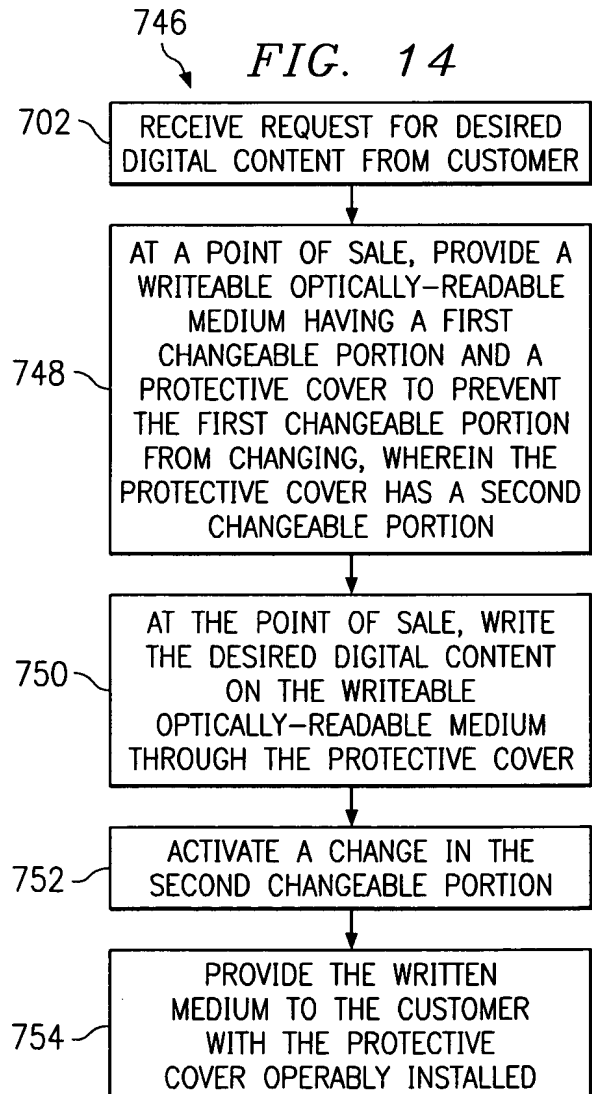 746
FIG. 14
702
RECEIVE REQUEST FOR DESIRED
DIGITAL CONTENT FROM CUSTOMER
748
AT A POINT OF SALE, PROVIDE A
WRITEABLE OPTICALLY-READABLE
MEDIUM HAVING A FIRST
CHANGEABLE PORTION AND A
PROTECTIVE COVER TO PREVENT
THE FIRST CHANGEABLE PORTION
FROM CHANGING, WHEREIN THE
PROTECTIVE COVER HAS A SECOND
CHANGEABLE PORTION
750
AT THE POINT OF SALE, WRITE
THE DESIRED DIGITAL CONTENT
ON THE WRITEABLE
OPTICALLY-READABLE MEDIUM
THROUGH THE PROTECTIVE COVER
752
ACTIVATE A CHANGE IN THE
SECOND CHANGEABLE PORTION
754
PROVIDE THE WRITTEN
MEDIUM TO THE CUSTOMER
WITH THE PROTECTIVE
COVER OPERABLY INSTALLED